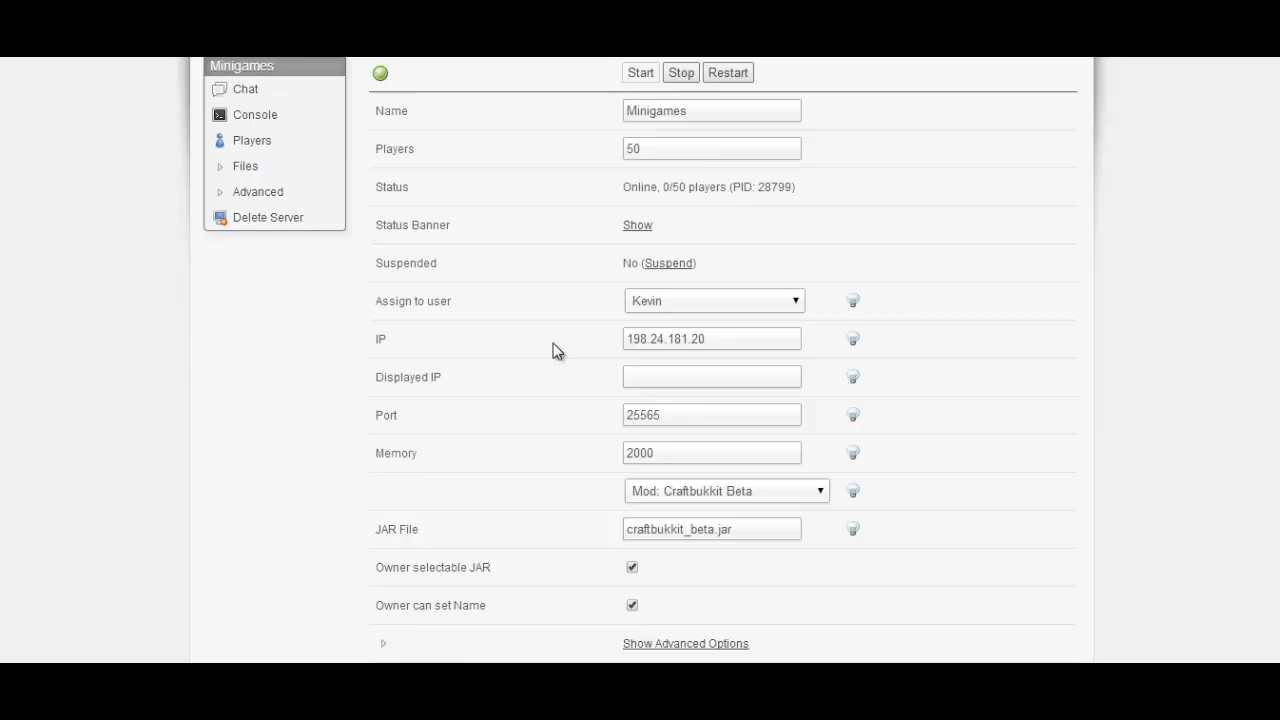 Minigames
Chat
Console
Players
Files
Advanced
Delete Server
Start Stop Restart
Name Minigames
Players 50
Status Online, 0/50 players (PID: 28799)
Status Banner Show
Suspended No (Suspend)
Assign to user Kevin
IP 198.24.181.20
Displayed IP
Port 25565
Memory 2000
Mod: Craftbukkit Beta
JAR File craftbukkit_beta.jar
Owner selectable JAR
Owner can set Name
Show Advanced Options